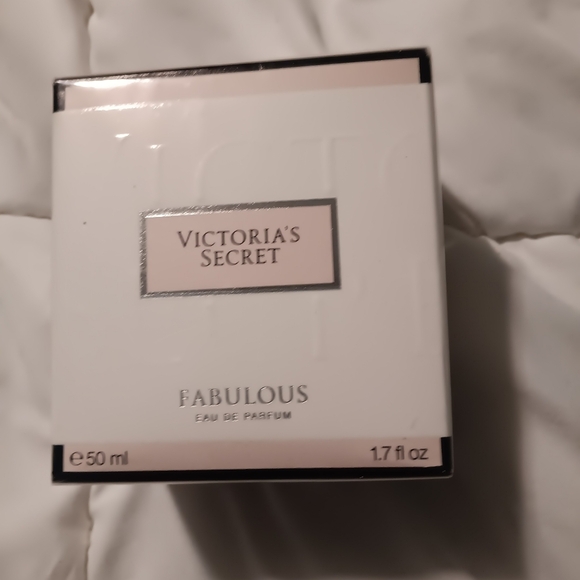 VICTORIA'S
SECRET
FABULOUS
EAU DE PARFUM
℮ 50 ml
1.7 fl oz